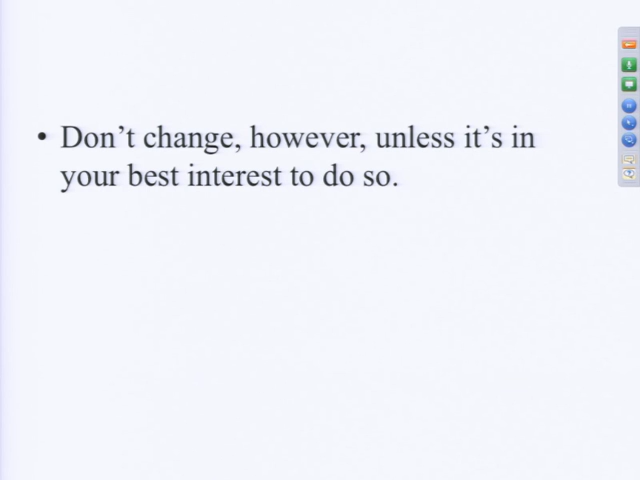 • Don’t change, however, unless it’s in
your best interest to do so.